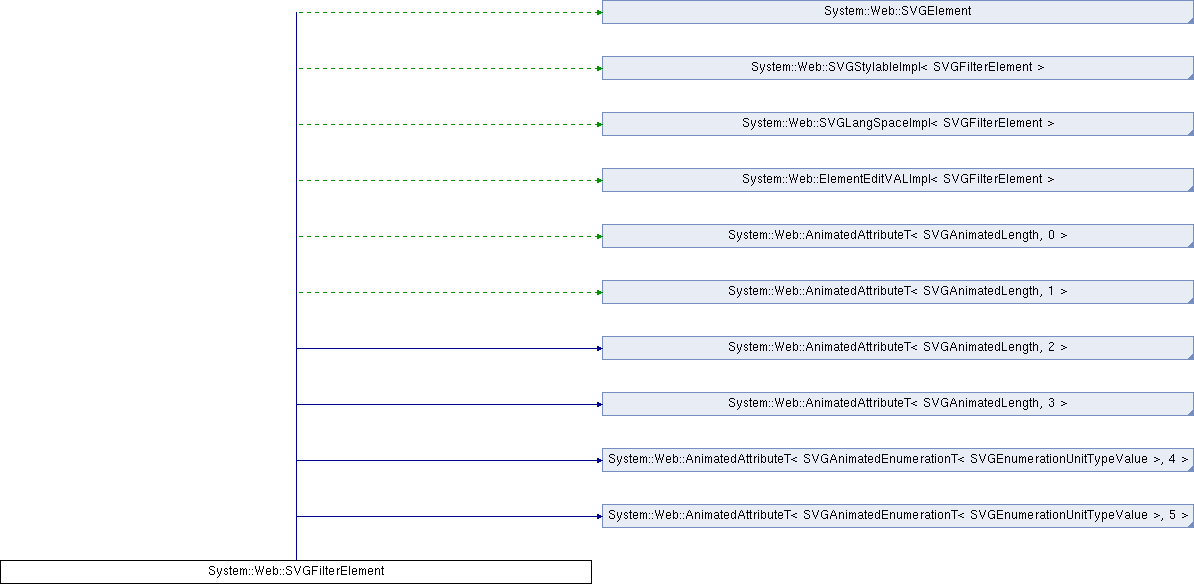 System::Web::SVGElement
System::Web::SVGStylableImpl< SVGFilterElement >
System::Web::SVGLangSpaceImpl< SVGFilterElement >
System::Web::ElementEditVALImpl< SVGFilterElement >
System::Web::AnimatedAttributeT< SVGAnimatedLength, 0 >
System::Web::AnimatedAttributeT< SVGAnimatedLength, 1 >
System::Web::AnimatedAttributeT< SVGAnimatedLength, 2 >
System::Web::AnimatedAttributeT< SVGAnimatedLength, 3 >
System::Web::AnimatedAttributeT< SVGAnimatedEnumerationT< SVGEnumerationUnitTypeValue >, 4 >
System::Web::AnimatedAttributeT< SVGAnimatedEnumerationT< SVGEnumerationUnitTypeValue >, 5 >
System::Web::SVGFilterElement